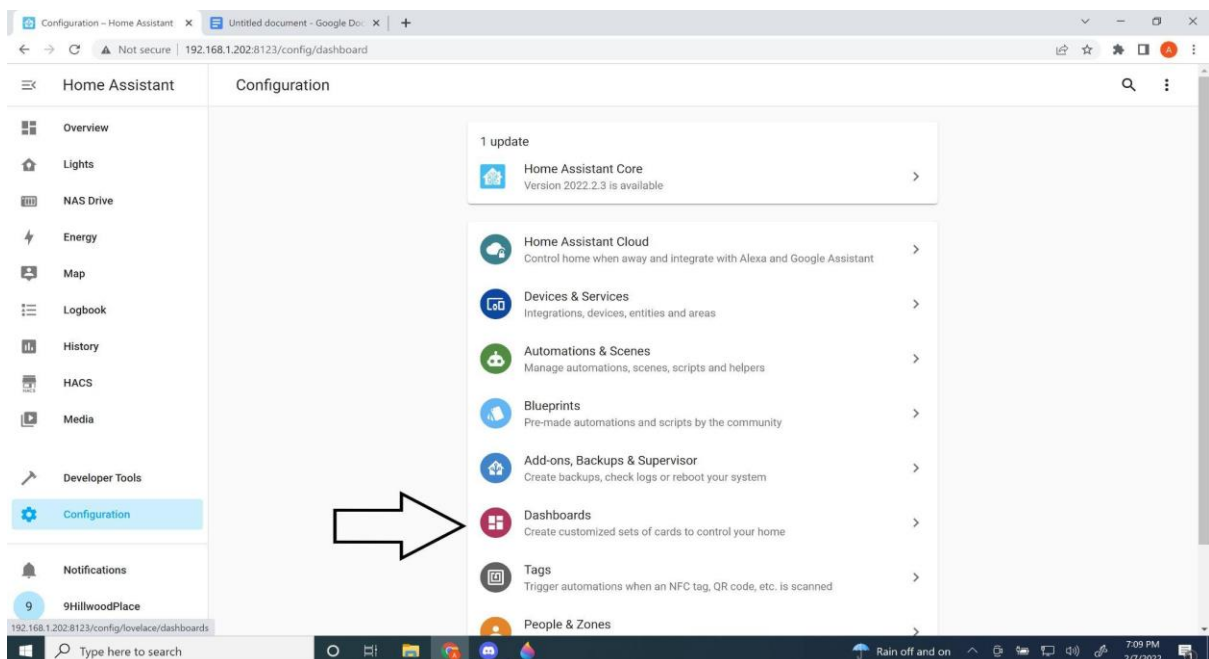 Configuration – Home Assistant
Untitled document - Google Doc
Not secure | 192.168.1.202:8123/config/dashboard
A
Home Assistant
Configuration
Overview
Lights
NAS Drive
Energy
Map
Logbook
History
HACS
HACS
Media
Developer Tools
Configuration
Notifications
9 9HillwoodPlace
192.168.1.202:8123/config/lovelace/dashboards
1 update
Home Assistant Core
Version 2022.2.3 is available
Home Assistant Cloud
Control home when away and integrate with Alexa and Google Assistant
Devices & Services
Integrations, devices, entities and areas
Automations & Scenes
Manage automations, scenes, scripts and helpers
Blueprints
Pre-made automations and scripts by the community
Add-ons, Backups & Supervisor
Create backups, check logs or reboot your system
Dashboards
Create customized sets of cards to control your home
Tags
Trigger automations when an NFC tag, QR code, etc. is scanned
People & Zones
Type here to search
Rain off and on
7:09 PM
2/7/2022